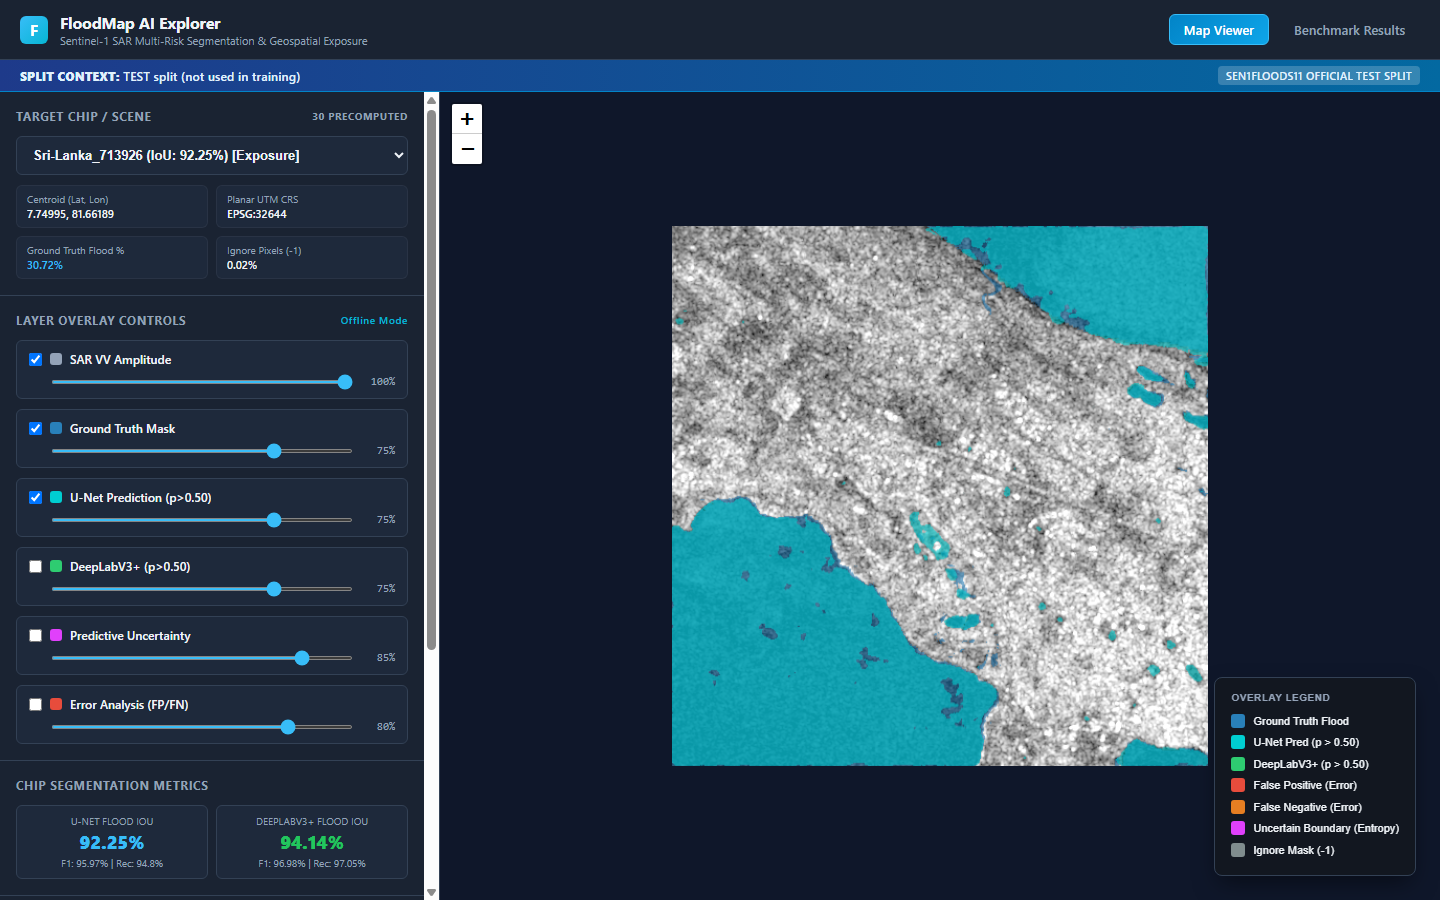 F
FloodMap AI Explorer
Sentinel-1 SAR Multi-Risk Segmentation & Geospatial Exposure
Map Viewer
Benchmark Results
SPLIT CONTEXT: TEST split (not used in training)
SEN1FLOODS11 OFFICIAL TEST SPLIT
TARGET CHIP / SCENE
30 PRECOMPUTED
Sri-Lanka_713926 (IoU: 92.25%) [Exposure]
Centroid (Lat, Lon)
7.74995, 81.66189
Planar UTM CRS
EPSG:32644
Ground Truth Flood %
30.72%
Ignore Pixels (-1)
0.02%
LAYER OVERLAY CONTROLS
Offline Mode
SAR VV Amplitude
100%
Ground Truth Mask
75%
U-Net Prediction (p>0.50)
75%
DeepLabV3+ (p>0.50)
75%
Predictive Uncertainty
85%
Error Analysis (FP/FN)
80%
CHIP SEGMENTATION METRICS
U-NET FLOOD IOU
92.25%
F1: 95.97% | Rec: 94.8%
DEEPLABV3+ FLOOD IOU
94.14%
F1: 96.98% | Rec: 97.05%
+
−
OVERLAY LEGEND
Ground Truth Flood
U-Net Pred (p > 0.50)
DeepLabV3+ (p > 0.50)
False Positive (Error)
False Negative (Error)
Uncertain Boundary (Entropy)
Ignore Mask (-1)